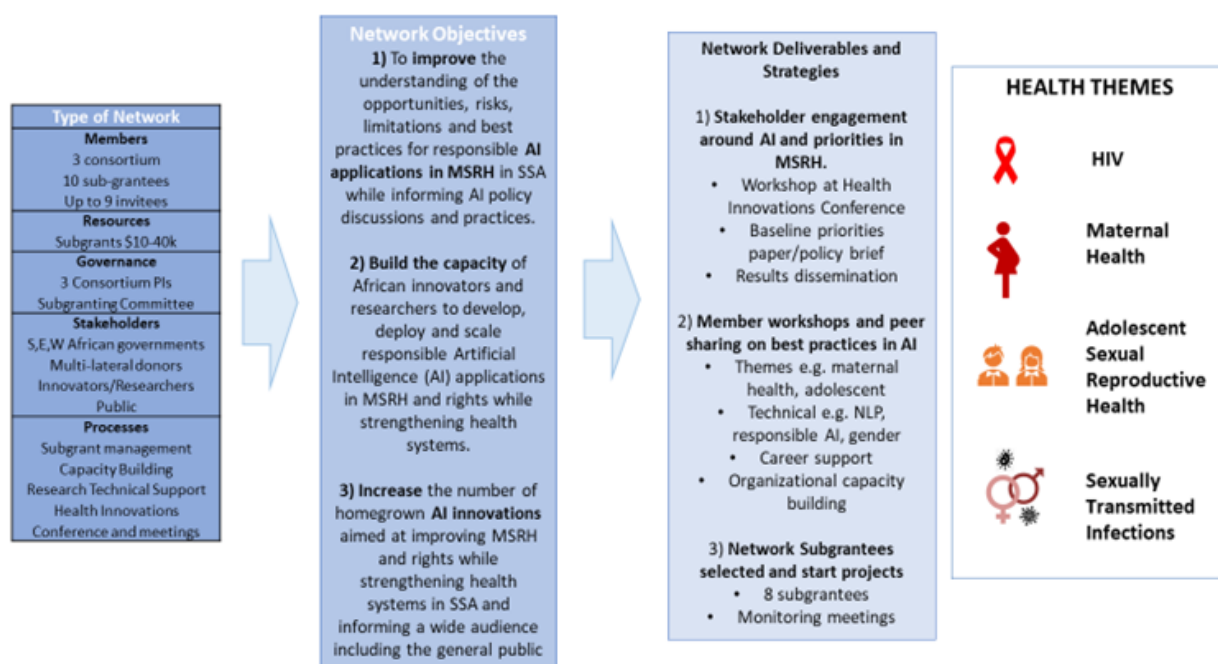 Type of Network
Members
3 consortium
10 sub-grantees
Up to 9 invitees
Resources
Subgrants $10-40k
Governance
3 Consortium PIs
Subgranting Committee
Stakeholders
S,E,W African governments
Multi-lateral donors
Innovators/Researchers
Public
Processes
Subgrant management
Capacity Building
Research Technical Support
Health Innovations
Conference and meetings
Network Objectives
1) To improve the
understanding of the
opportunities, risks,
limitations and best
practices for responsible AI
applications in MSRH in SSA
while informing AI policy
discussions and practices.
2) Build the capacity of
African innovators and
researchers to develop,
deploy and scale
responsible Artificial
Intelligence (AI) applications
in MSRH and rights while
strengthening health
systems.
3) Increase the number of
homegrown AI innovations
aimed at improving MSRH
and rights while
strengthening health
systems in SSA and
informing a wide audience
including the general public
Network Deliverables and
Strategies
1) Stakeholder engagement
around AI and priorities in
MSRH.
• Workshop at Health
Innovations Conference
• Baseline priorities
paper/policy brief
• Results dissemination
2) Member workshops and peer
sharing on best practices in AI
• Themes e.g. maternal
health, adolescent
• Technical e.g. NLP,
responsible AI, gender
• Career support
• Organizational capacity
building
3) Network Subgrantees
selected and start projects
• 8 subgrantees
• Monitoring meetings
HEALTH THEMES
HIV
Maternal
Health
Adolescent
Sexual
Reproductive
Health
Sexually
Transmitted
Infections